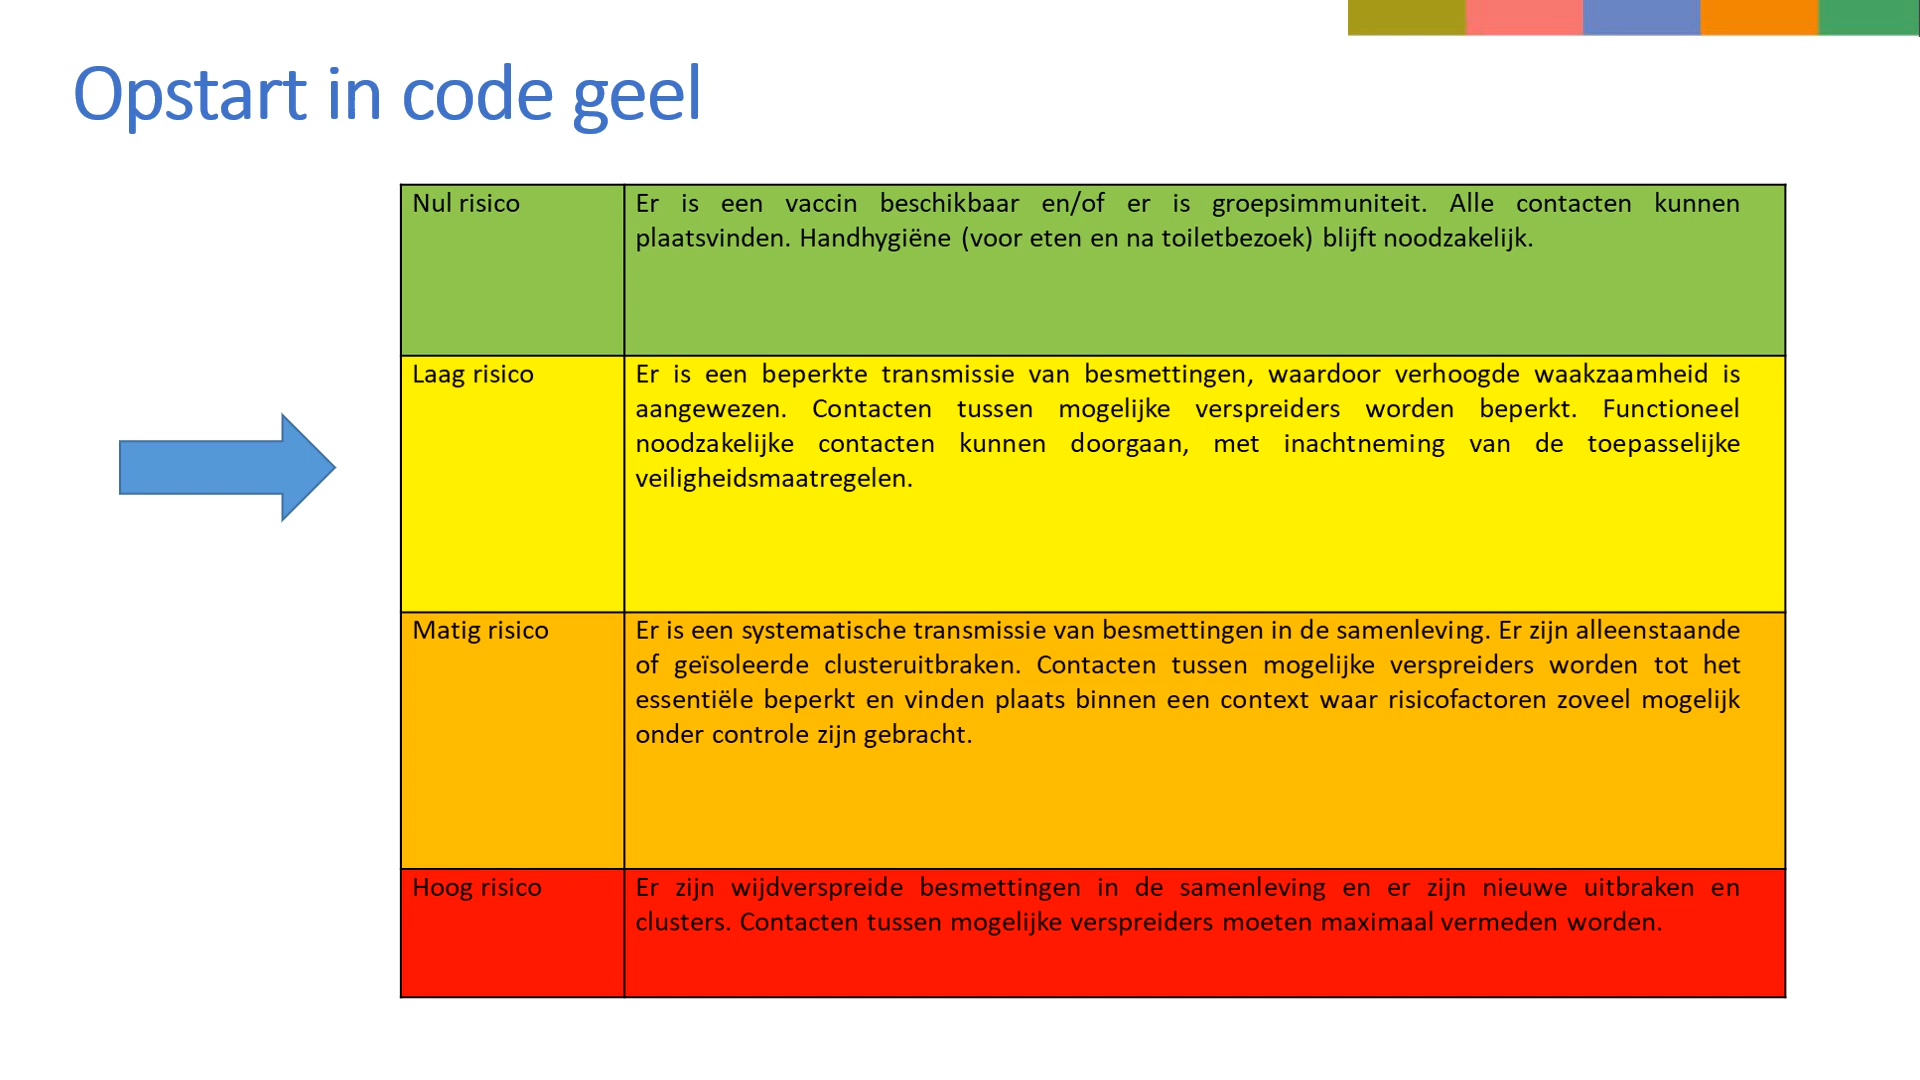 Opstart in code geel
Nul risico
Er is een vaccin beschikbaar en/of er is groepsimmuniteit. Alle contacten kunnen
plaatsvinden. Handhygiëne (voor eten en na toiletbezoek) blijft noodzakelijk.
Laag risico
Er is een beperkte transmissie van besmettingen, waardoor verhoogde waakzaamheid is
aangewezen. Contacten tussen mogelijke verspreiders worden beperkt. Functioneel
noodzakelijke contacten kunnen doorgaan, met inachtneming van de toepasselijke
veiligheidsmaatregelen.
Matig risico
Er is een systematische transmissie van besmettingen in de samenleving. Er zijn alleenstaande
of geïsoleerde clusteruitbraken. Contacten tussen mogelijke verspreiders worden tot het
essentiële beperkt en vinden plaats binnen een context waar risicofactoren zoveel mogelijk
onder controle zijn gebracht.
Hoog risico
Er zijn wijdverspreide besmettingen in de samenleving en er zijn nieuwe uitbraken en
clusters. Contacten tussen mogelijke verspreiders moeten maximaal vermeden worden.